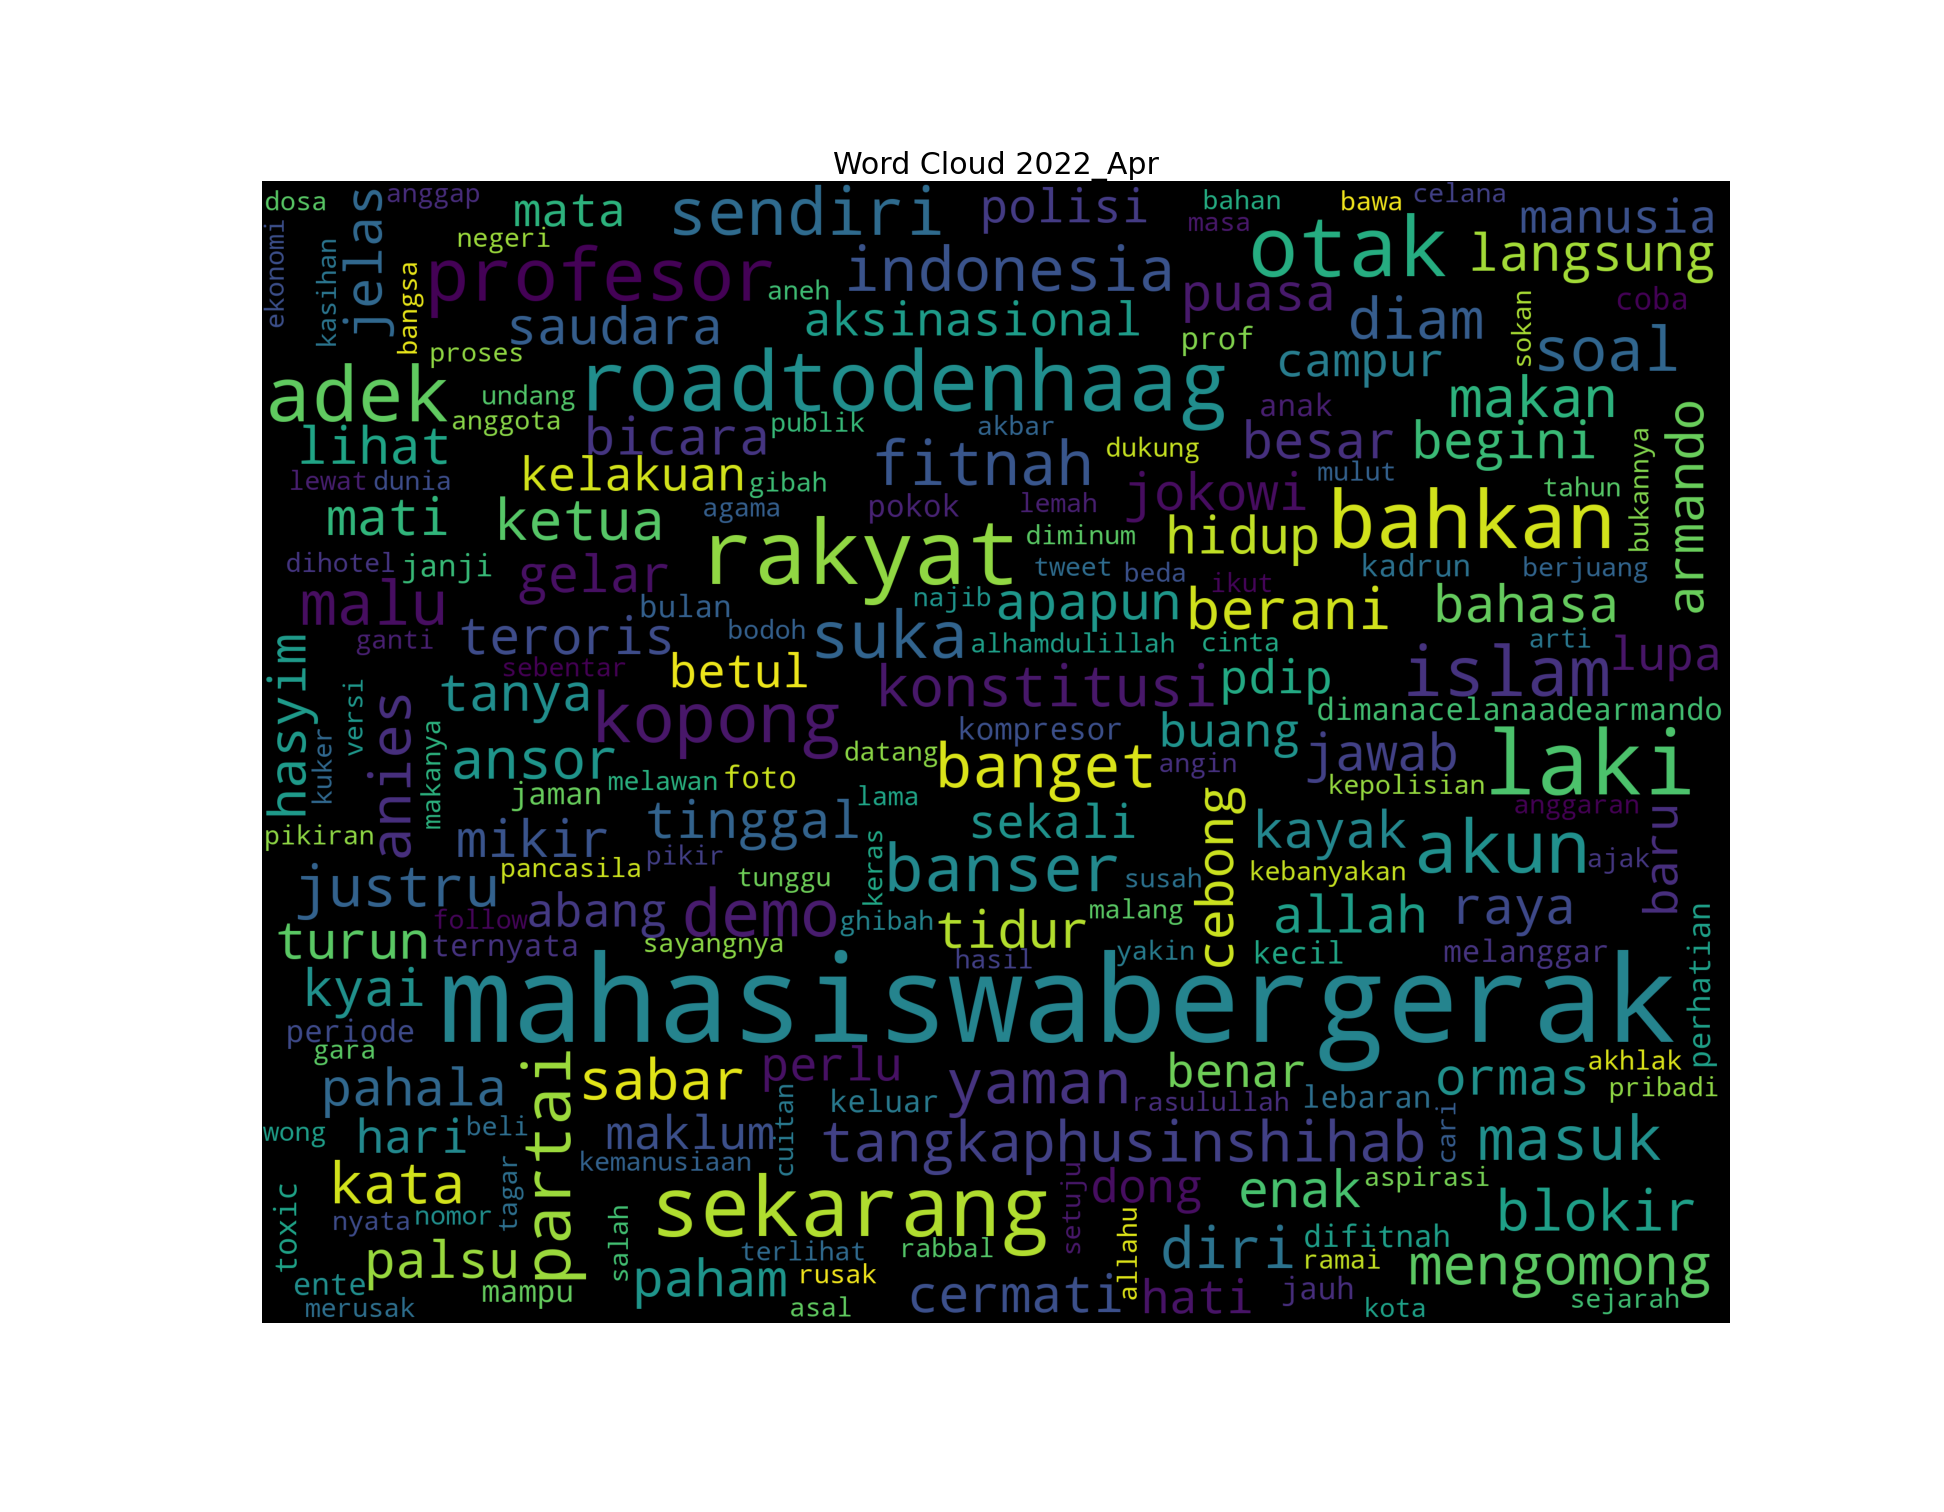 Word Cloud 2022_Apr
dosa anggap mata sendiri polisi bahan bawa celana manusia
ekonomi kasihan jelas negeri masa otak langsung
bangsa profesor aneh indonesia puasa coba
saudara aksinasional prof diam sokan soal
proses roadtodenhaag campur
adek undang makan armando
anggota bicara publik akbar anak
lihat fitnah dukung besar begini bukannya
lewat dunia kelakuan gibah jokowi mulut tahun
mati ketua agama pokok lemah bahkan
rakyat diminum hidup
dihotel janji gelar tweet beda ikut kadrun berjuang
malu bulan najib apapun berani bahasa
hasyim ganti teroris bodoh suka alhamdulillah cinta arti
sebentar betul islam lupa
versi anies tanya kopong konstitusi pdip
dimanacelanaadearmando
kuker makanya ansor kompresor buang
datang banget angin jawab laki
melawan foto kepolisian
jaman lama anggaran
pikiran mikir tinggal sekali cebong kayak akun baru
pikir keras ajak
justru pancasila tunggu banser susah kebanyakan
follow abang demo ghibah malang allah raya
turun ternyata sayangnya tidur yakin kecil melanggar perhatian
hasil
kyai mahasiswabergerak
periode
gara partai perlu benar akhlak
pahala sabar yaman ormas pribadi
cuitan keluar rasulullah lebaran
wong hari beli maklum tangkaphusinshihab cari masuk
kemanusiaan
toxic kata tagar setuju dong enak aspirasi
nyata nomor sekarang blokir
salah allahu difitnah
palsu terlihat rabbal diri ramai mengomong
ente mampu paham rusak cermati hati jauh
merusak asal kota sejarah